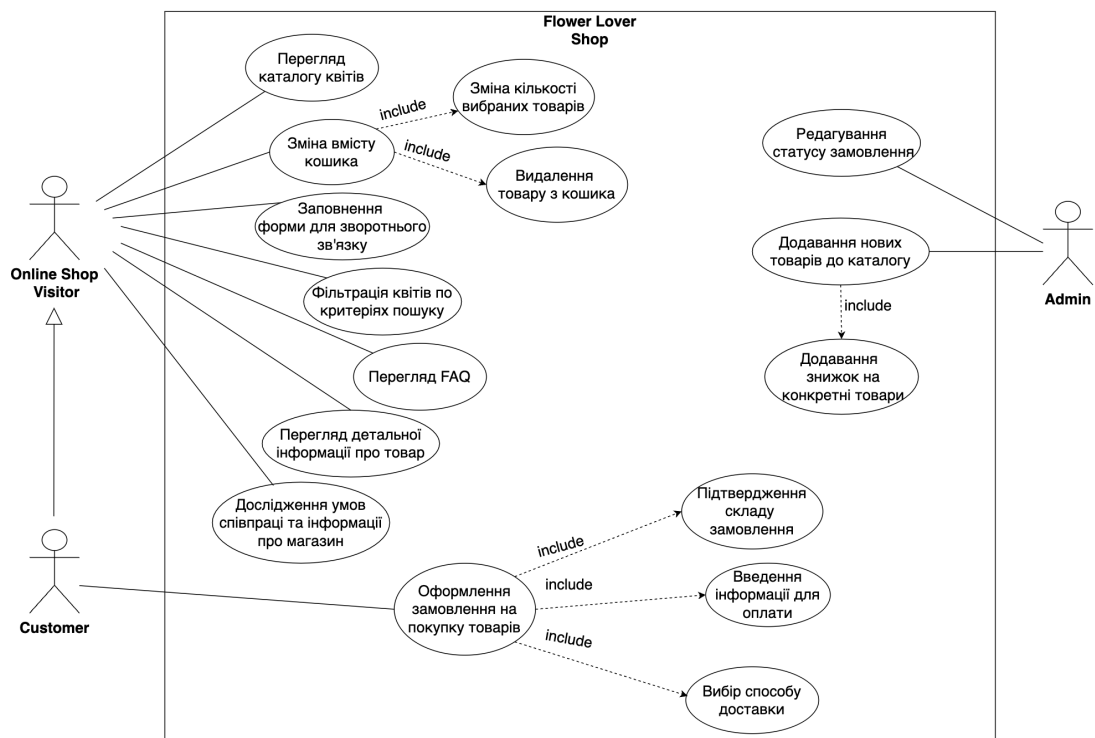 Flower Lover
Shop
Перегляд
каталогу квітів
Зміна кількості
вибраних товарів
include
Зміна вмісту
кошика
include
Видалення
товару з кошика
Редагування
статусу замовлення
Заповнення
форми для зворотнього
зв'язку
Online Shop
Visitor
Додавання нових
товарів до каталогу
Admin
Фільтрація квітів по
критеріях пошуку
include
Перегляд FAQ
Додавання
знижок на
конкретні товари
Перегляд детальної
інформації про товар
Дослідження умов
співпраці та інформації
про магазин
Підтвердження
складу
замовлення
include
Customer
Оформлення
замовлення на
покупку товарів
include
Введення
інформації для
оплати
include
Вибір способу
доставки